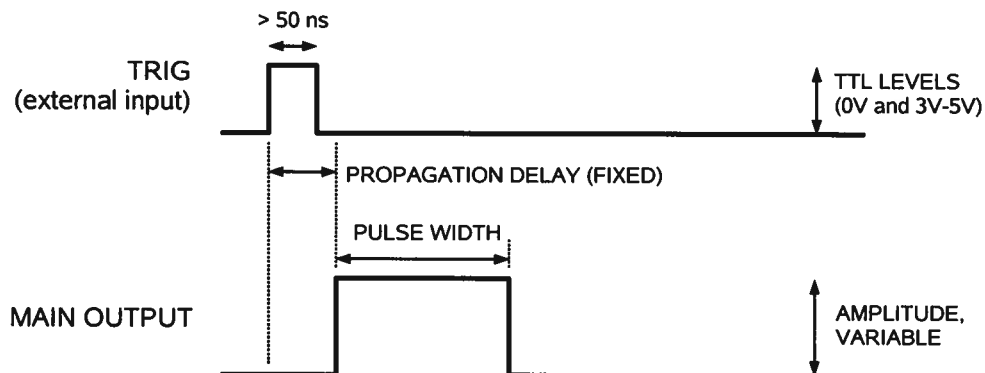 > 50 ns
TRIG
(external input)
TTL LEVELS
(0V and 3V-5V)
PROPAGATION DELAY (FIXED)
PULSE WIDTH
MAIN OUTPUT
AMPLITUDE,
VARIABLE